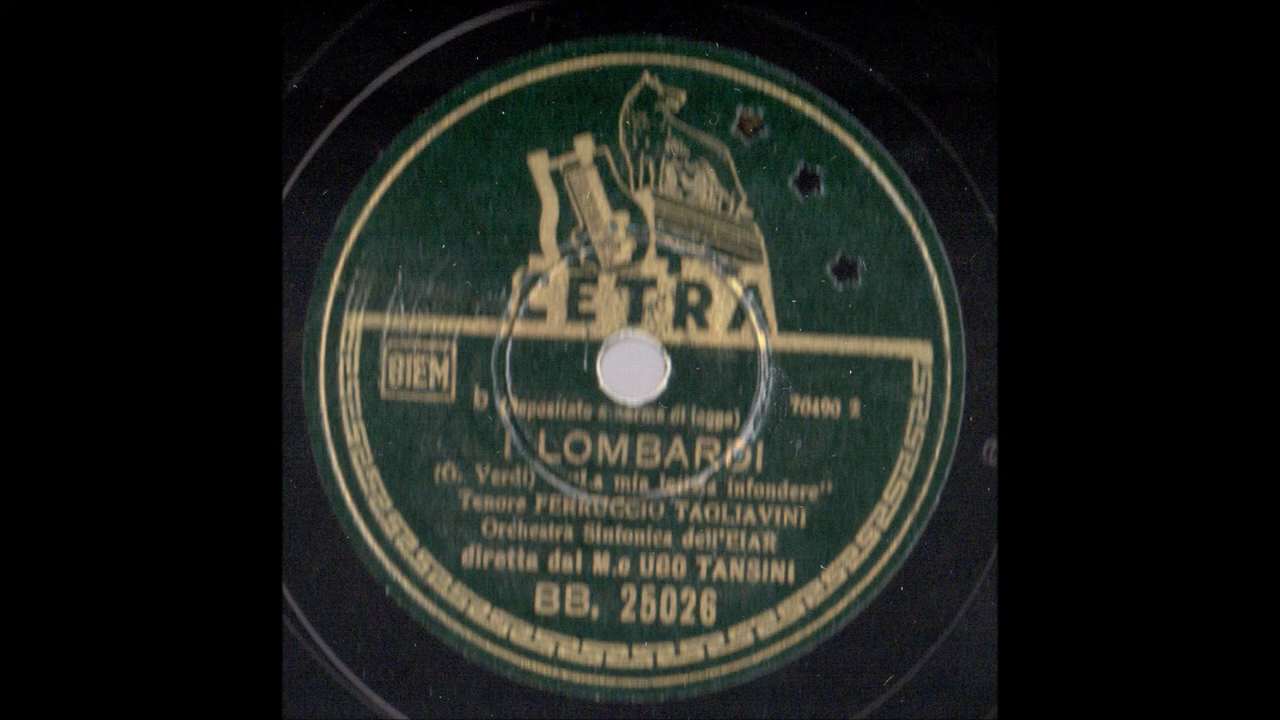 CETRA
BIEM
b (Depositato a norma di legge) 70490 2
I LOMBARDI
(G. Verdi) "La mia letizia infondere"
Tenore FERRUCCIO TAGLIAVINI
Orchestra Sinfonica dell'EIAR
diretta dal M.o UGO TANSINI
BB. 25026